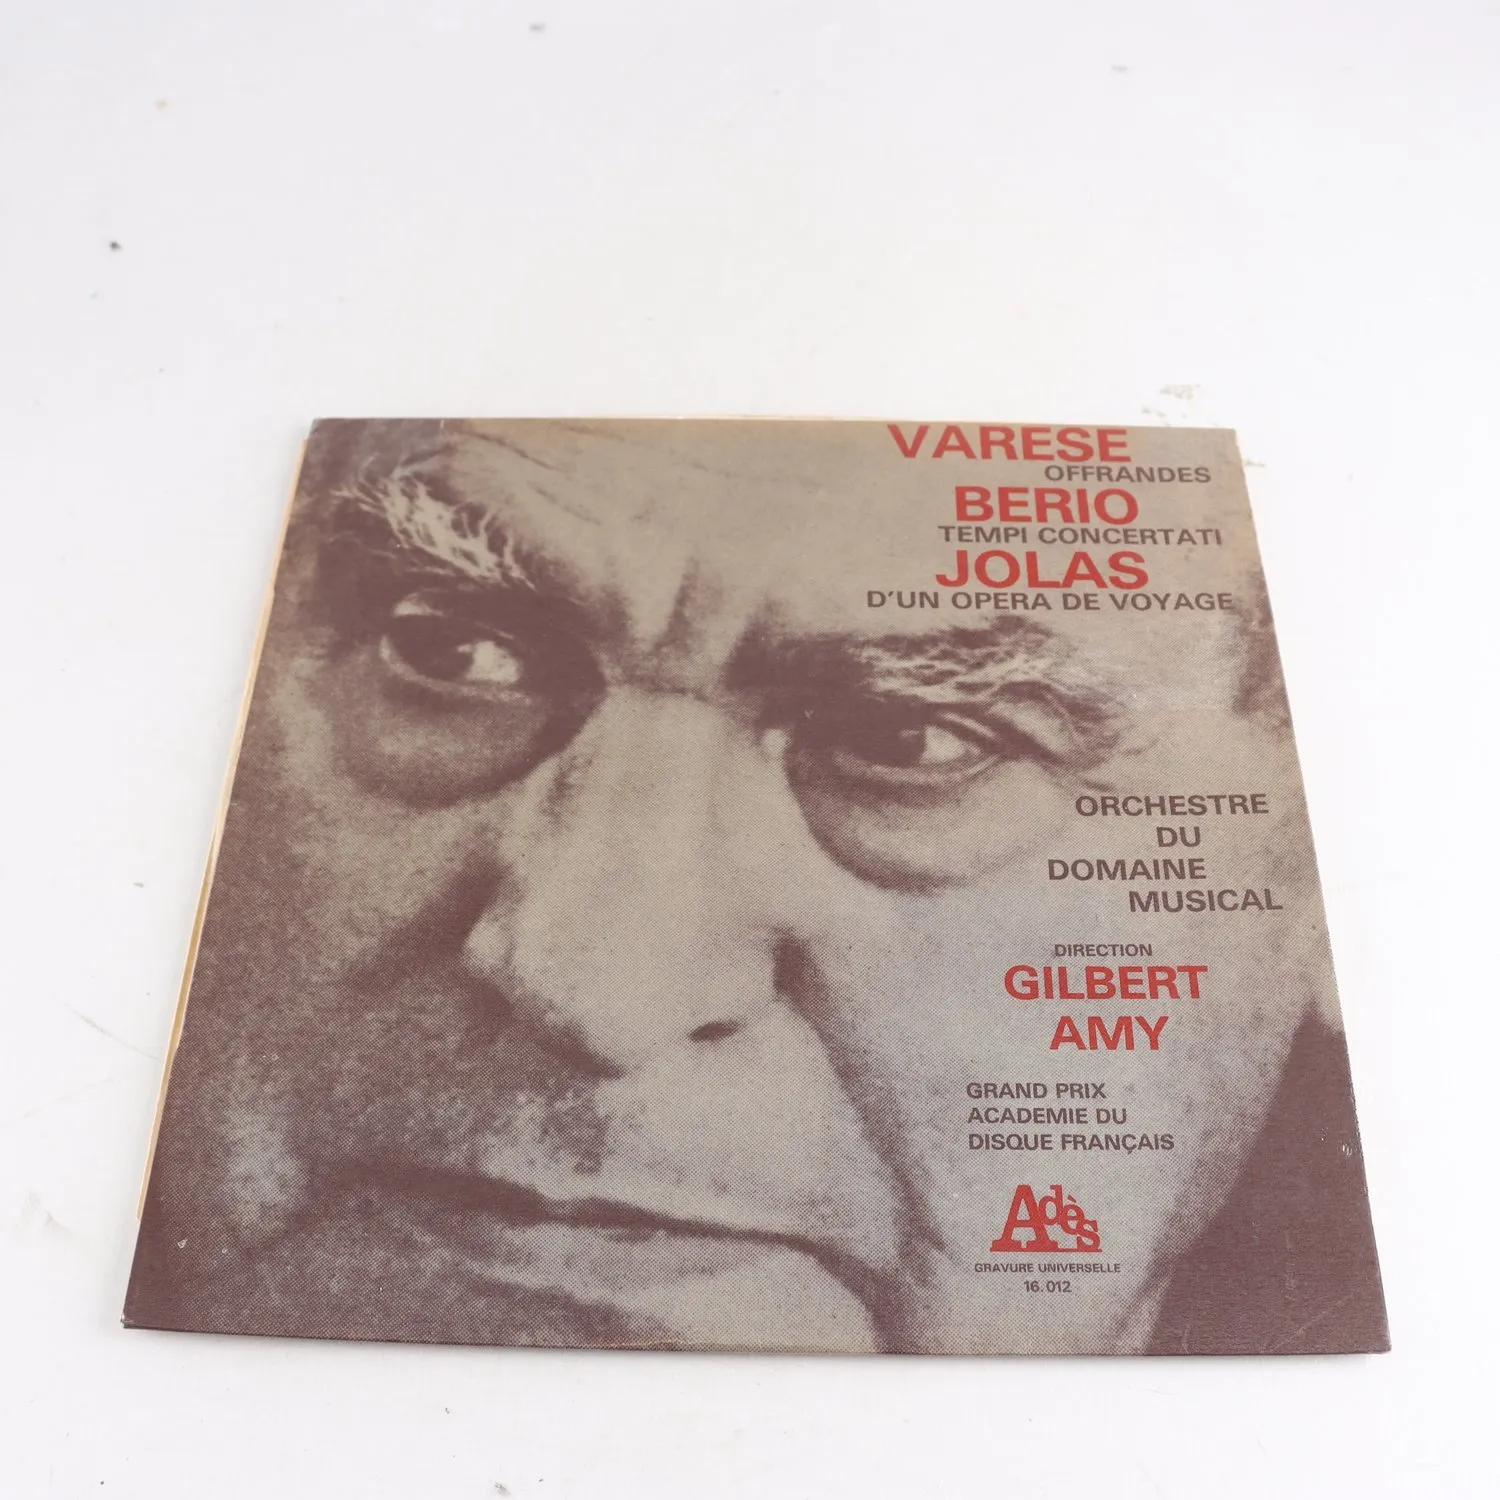 VARESE
OFFRANDES
BERIO
TEMPI CONCERTATI
JOLAS
D'UN OPERA DE VOYAGE
ORCHESTRE
DU
DOMAINE
MUSICAL
DIRECTION
GILBERT
AMY
GRAND PRIX
ACADEMIE DU
DISQUE FRANÇAIS
Adès
GRAVURE UNIVERSELLE
16.012